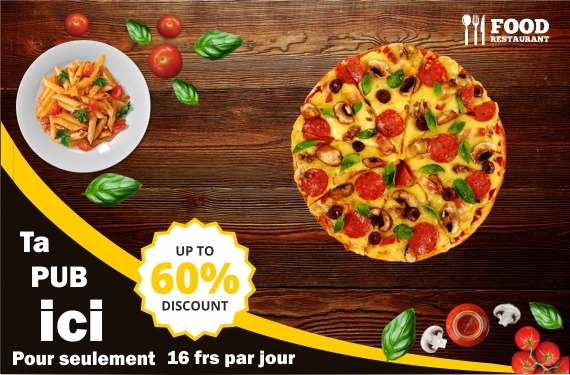 FOOD
RESTAURANT
Ta
PUB
ici
Pour seulement 16 frs par jour
UP TO
60%
DISCOUNT